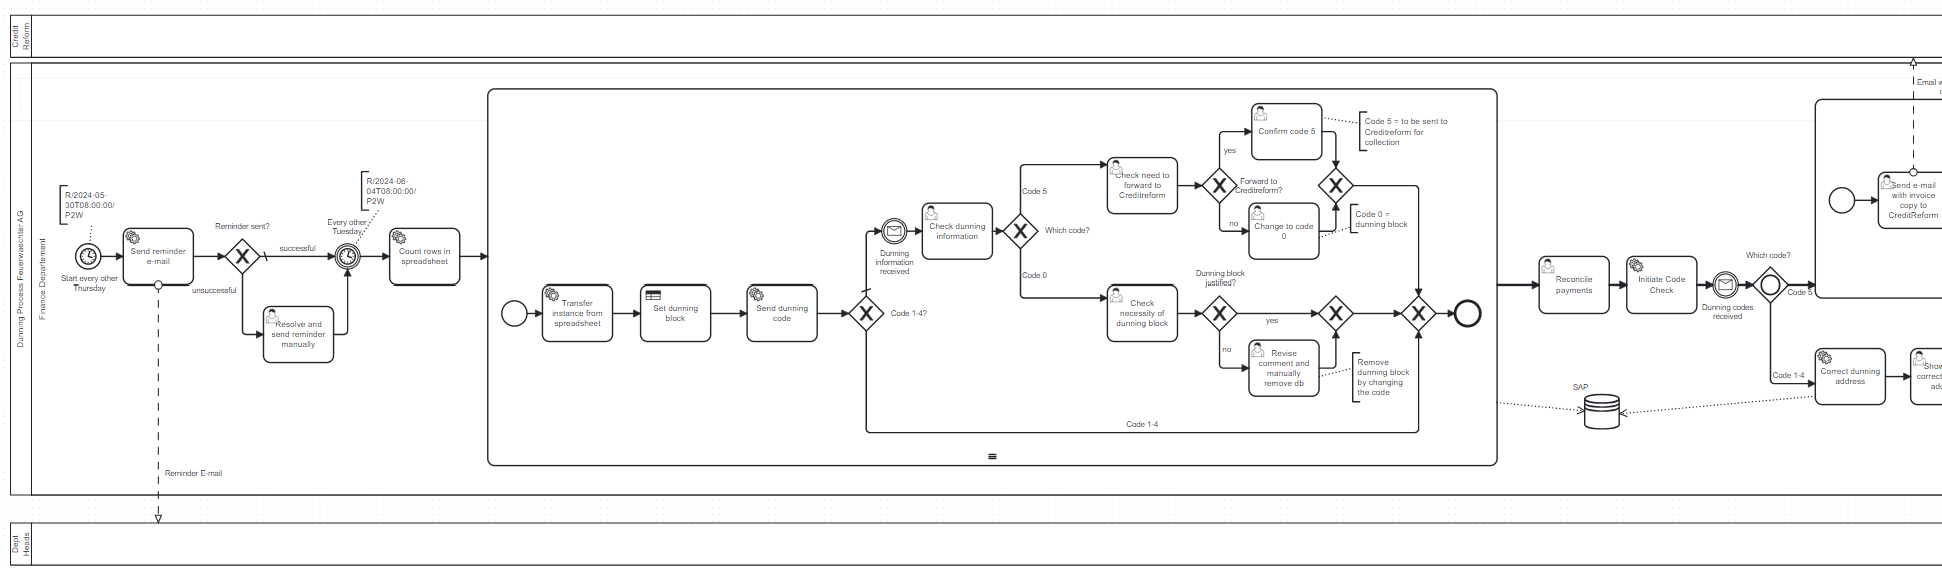 Credit
Reform
Dunning Process Feuerwaechter AG
Finance Departement
R/2024-05-
30T08:00:00/
P2W
Start every other
Thursday
Send reminder
e-mail
Reminder sent?
successful
unsuccessful
Resolve and
send reminder
manually
Reminder E-mail
R/2024-06-
04T08:00:00/
P2W
Every other
Tuesday
Count rows in
spreadsheet
Transfer
instance from
spreadsheet
Set dunning
block
Send dunning
code
Code 1-4?
Dunning
information
received
Check dunning
information
Which code?
Code 5
Code 0
Check need to
forward to
Creditreform
Forward to
Creditreform?
yes
no
Confirm code 5
Code 5 = to be sent to
Creditreform for
collection
Change to code
0
Code 0 =
dunning block
Check
necessity of
dunning block
Dunning block
justified?
yes
no
Revise
comment and
manually
remove db
Remove
dunning block
by changing
the code
Code 1-4
Reconcile
payments
Initiate Code
Check
Dunning codes
received
Which code?
Code 5
Code 1-4
SAP
Correct dunning
address
Show
correct
Email
Send e-mail
with invoice
copy to
CreditReform
Dept
Heads